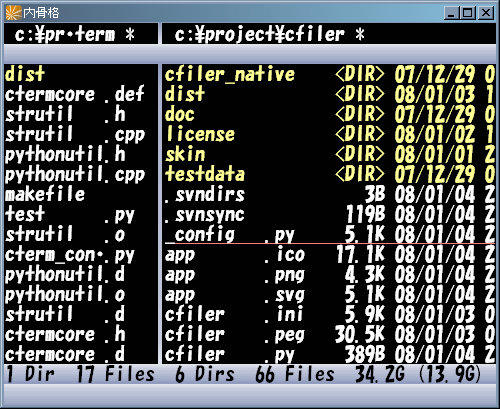 内骨格
c:¥pr·term *
c:¥project¥cfiler *
dist
ctermcore .def
strutil .h
strutil .cpp
pythonutil.h
pythonutil.cpp
makefile
test .py
strutil .o
cterm_con·.py
pythonutil.d
pythonutil.o
strutil .d
ctermcore .h
ctermcore .d
cfiler_native <DIR> 07/12/29 0
dist <DIR> 08/01/03 1
doc <DIR> 07/12/29 0
license <DIR> 08/01/02 1
skin <DIR> 08/01/01 2
testdata <DIR> 07/12/29 0
.svndirs 3B 08/01/04 2
.svnsync 119B 08/01/04 2
_config .py 5.1K 08/01/04 2
app .ico 17.1K 08/01/04 2
app .png 4.3K 08/01/04 2
app .svg 5.1K 08/01/04 2
cfiler .ini 5.9K 08/01/03 0
cfiler .peg 30.5K 08/01/03 0
cfiler .py 389B 08/01/04 2
1 Dir 17 Files 6 Dirs 66 Files 34.2G (13.9G)